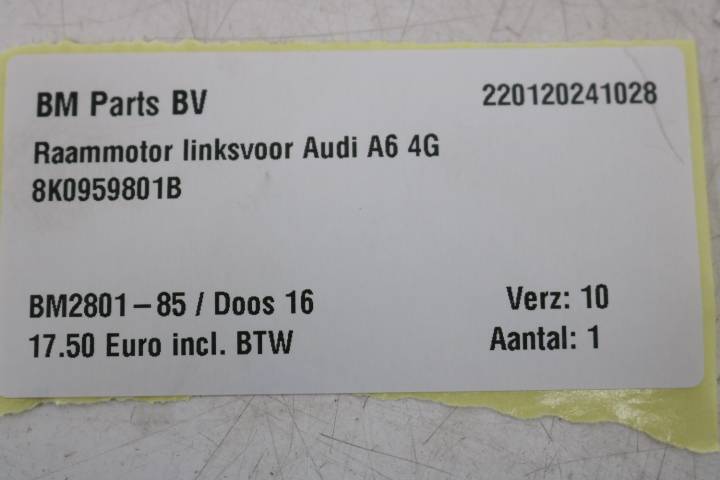 BM Parts BV 220120241028
Raammotor linksvoor Audi A6 4G
8K0959801B
BM2801-85 / Doos 16 Verz: 10
17.50 Euro incl. BTW Aantal: 1